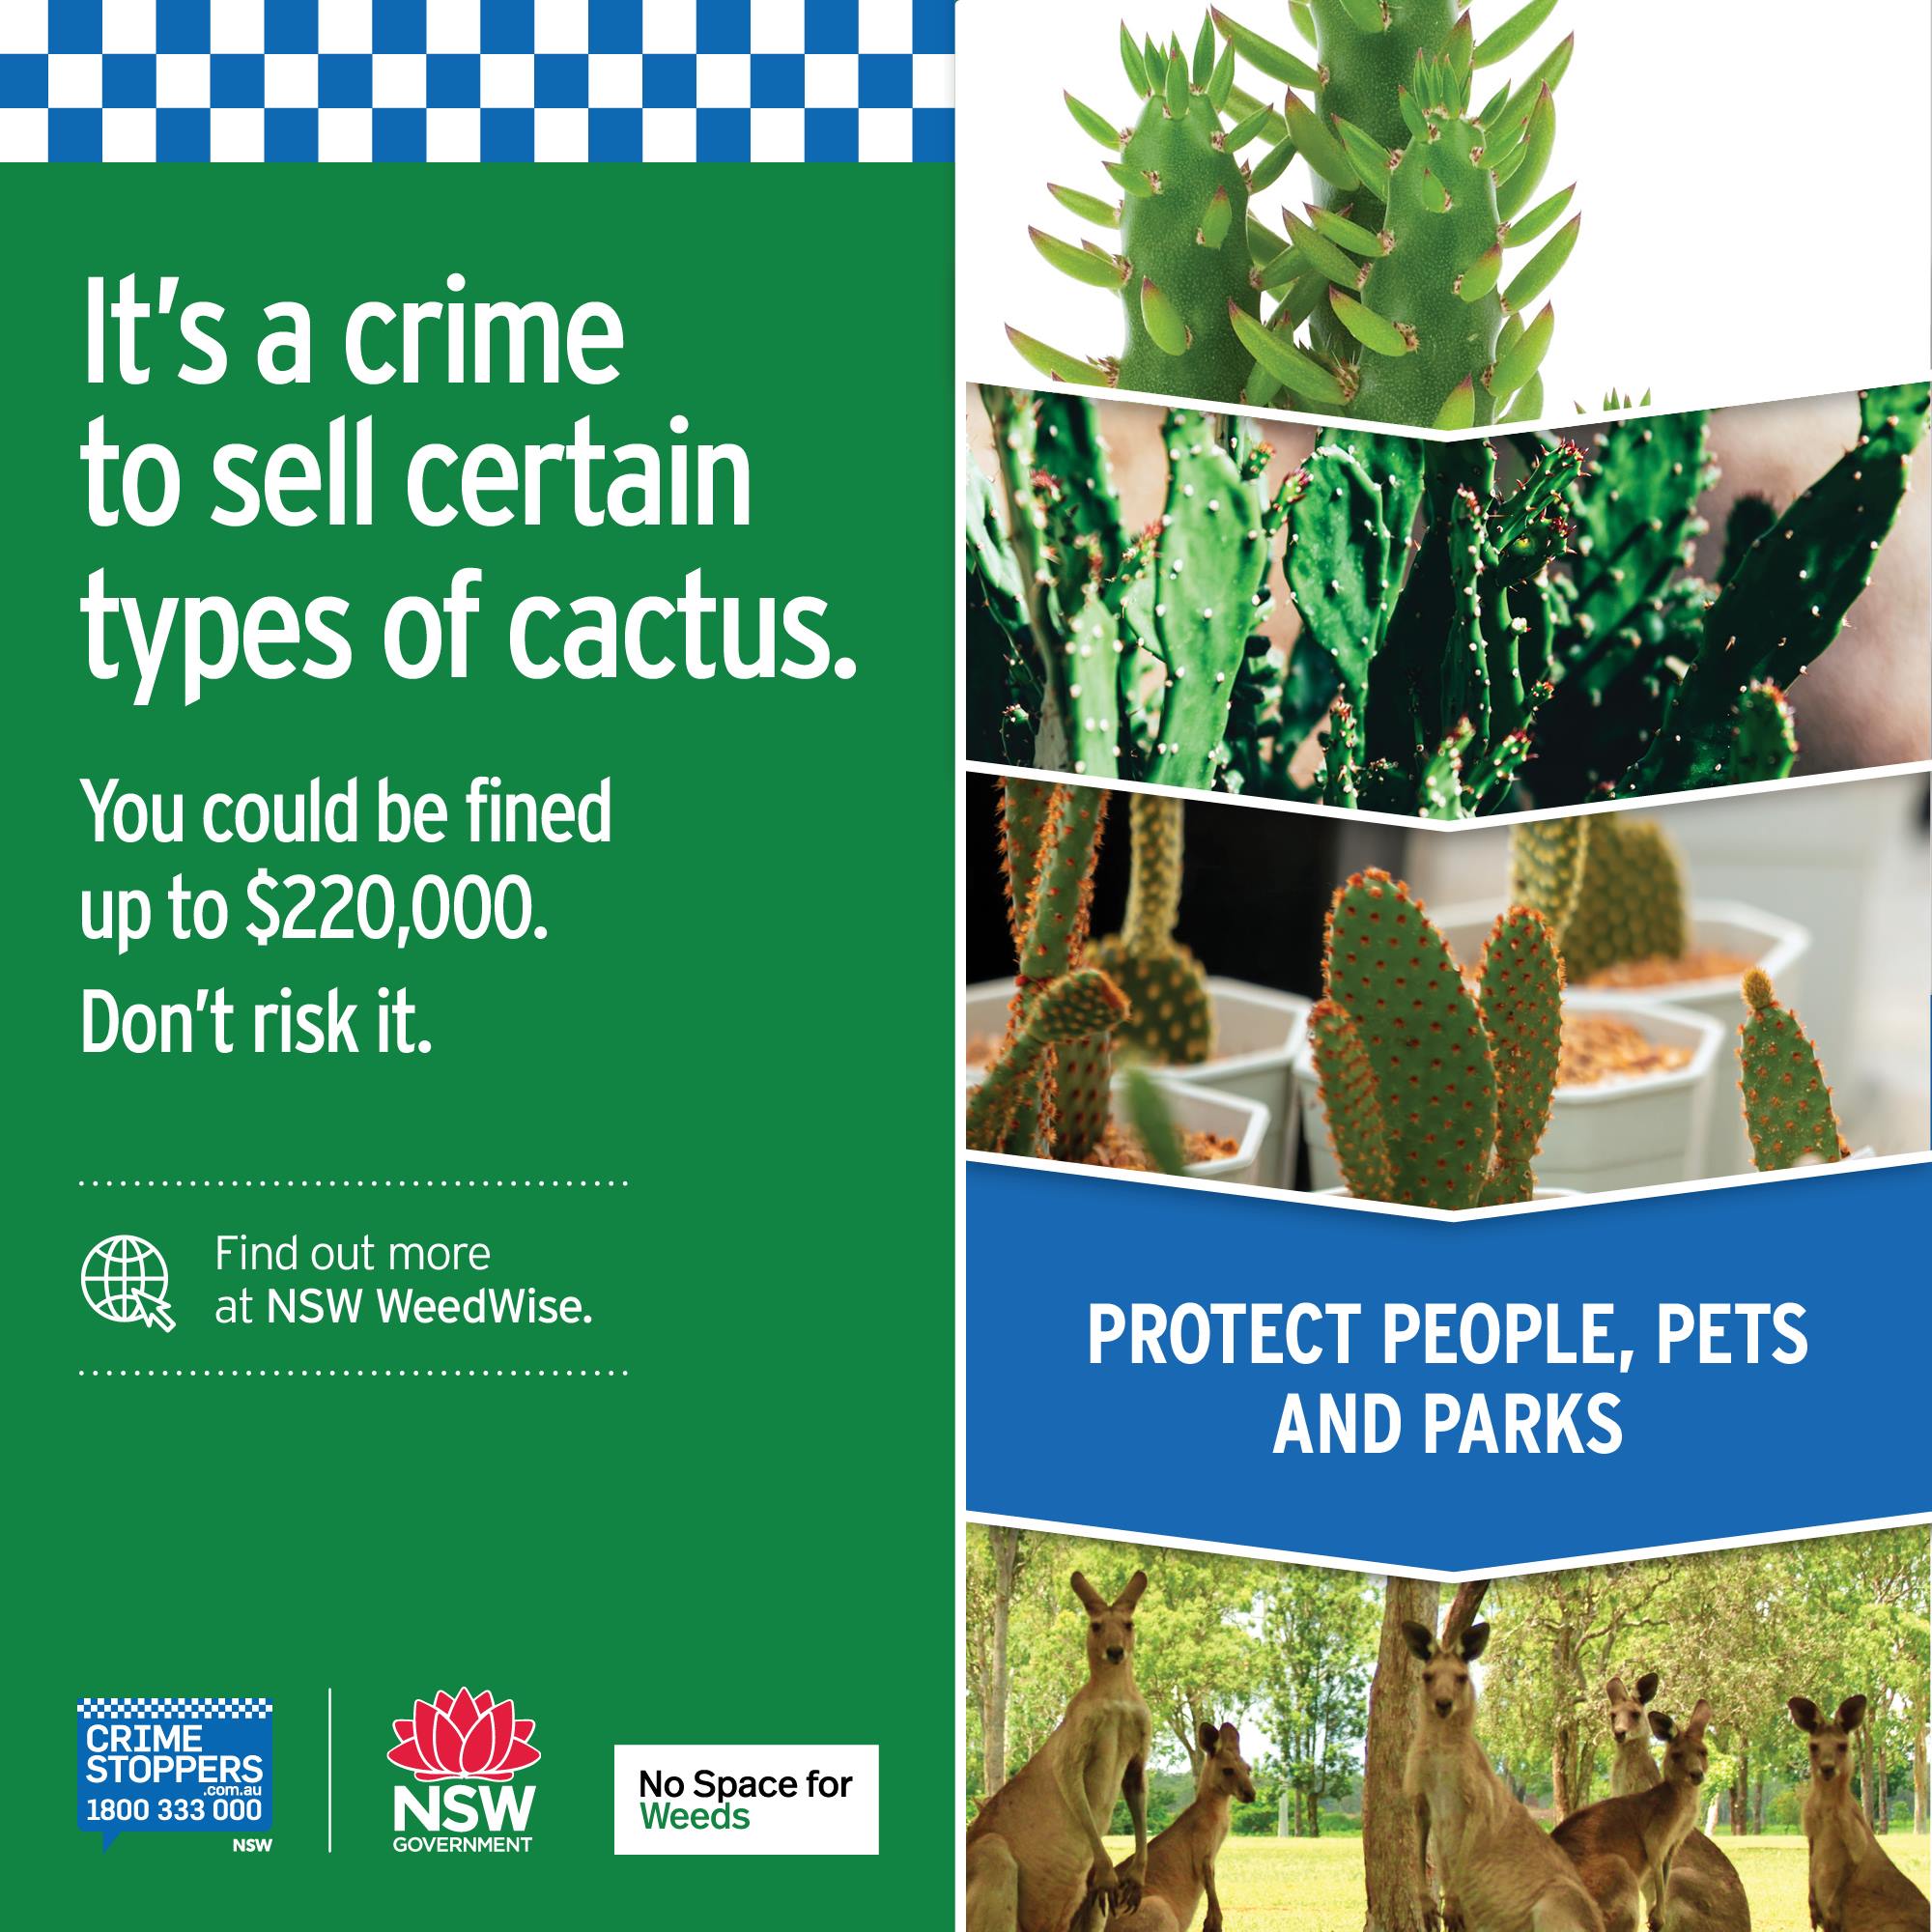 It's a crime
to sell certain
types of cactus.
You could be fined
up to $220,000.
Don't risk it.
Find out more
at NSW WeedWise.
CRIME
STOPPERS
.com.au
1800 333 000
NSW
NSW
GOVERNMENT
No Space for
Weeds
PROTECT PEOPLE, PETS
AND PARKS